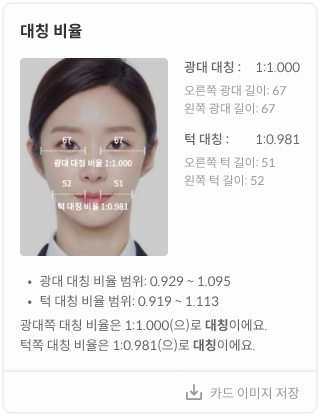 대칭 비율
67 67
광대 대칭 비율 1:1.000
52 51
턱 대칭 비율 1:0.981
광대 대칭 : 1:1.000
오른쪽 광대 길이: 67
왼쪽 광대 길이: 67
턱 대칭 : 1:0.981
오른쪽 턱 길이: 51
왼쪽 턱 길이: 52
• 광대 대칭 비율 범위: 0.929 ~ 1.095
• 턱 대칭 비율 범위: 0.919 ~ 1.113
광대쪽 대칭 비율은 1:1.000(으)로 대칭이에요.
턱쪽 대칭 비율은 1:0.981(으)로 대칭이에요.
카드 이미지 저장